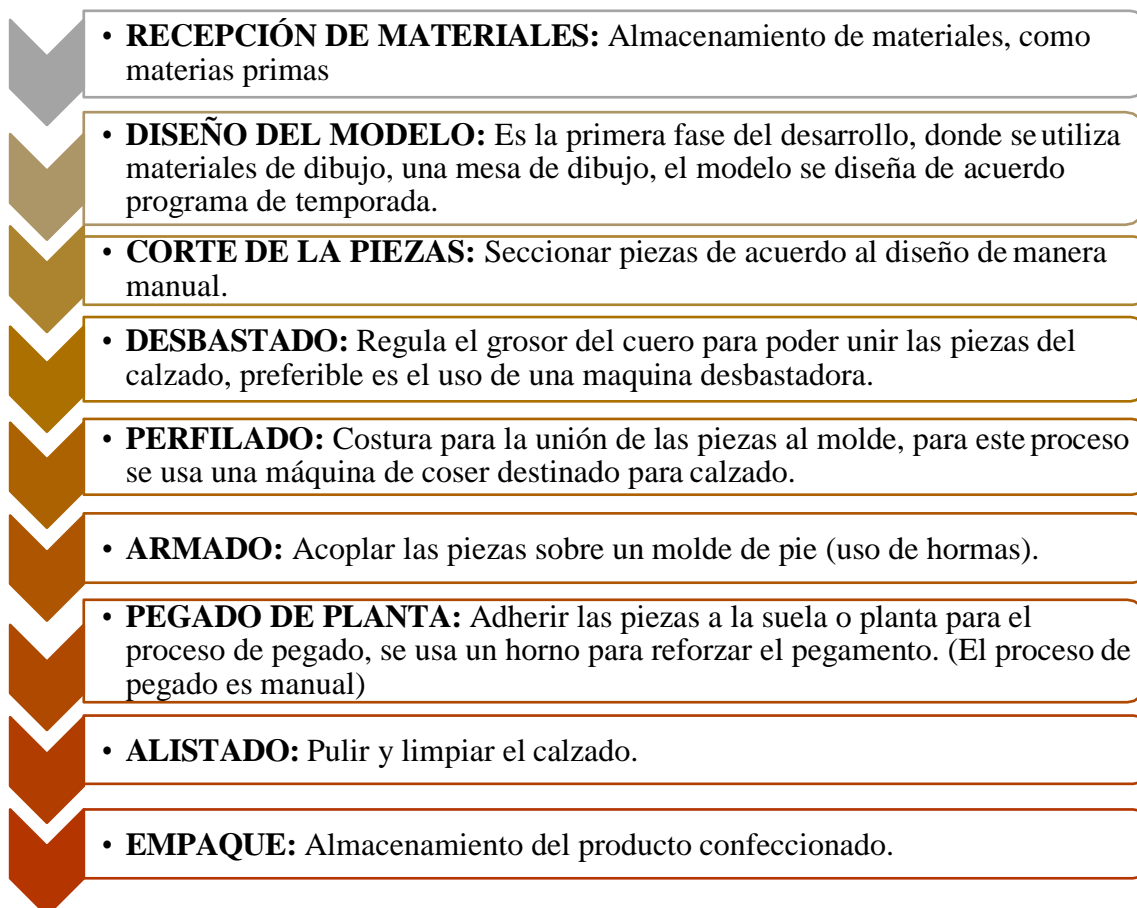 • RECEPCIÓN DE MATERIALES: Almacenamiento de materiales, como
materias primas
• DISEÑO DEL MODELO: Es la primera fase del desarrollo, donde se utiliza
materiales de dibujo, una mesa de dibujo, el modelo se diseña de acuerdo
programa de temporada.
• CORTE DE LA PIEZAS: Seccionar piezas de acuerdo al diseño de manera
manual.
• DESBASTADO: Regula el grosor del cuero para poder unir las piezas del
calzado, preferible es el uso de una maquina desbastadora.
• PERFILADO: Costura para la unión de las piezas al molde, para este proceso
se usa una máquina de coser destinado para calzado.
• ARMADO: Acoplar las piezas sobre un molde de pie (uso de hormas).
• PEGADO DE PLANTA: Adherir las piezas a la suela o planta para el
proceso de pegado, se usa un horno para reforzar el pegamento. (El proceso de
pegado es manual)
• ALISTADO: Pulir y limpiar el calzado.
• EMPAQUE: Almacenamiento del producto confeccionado.